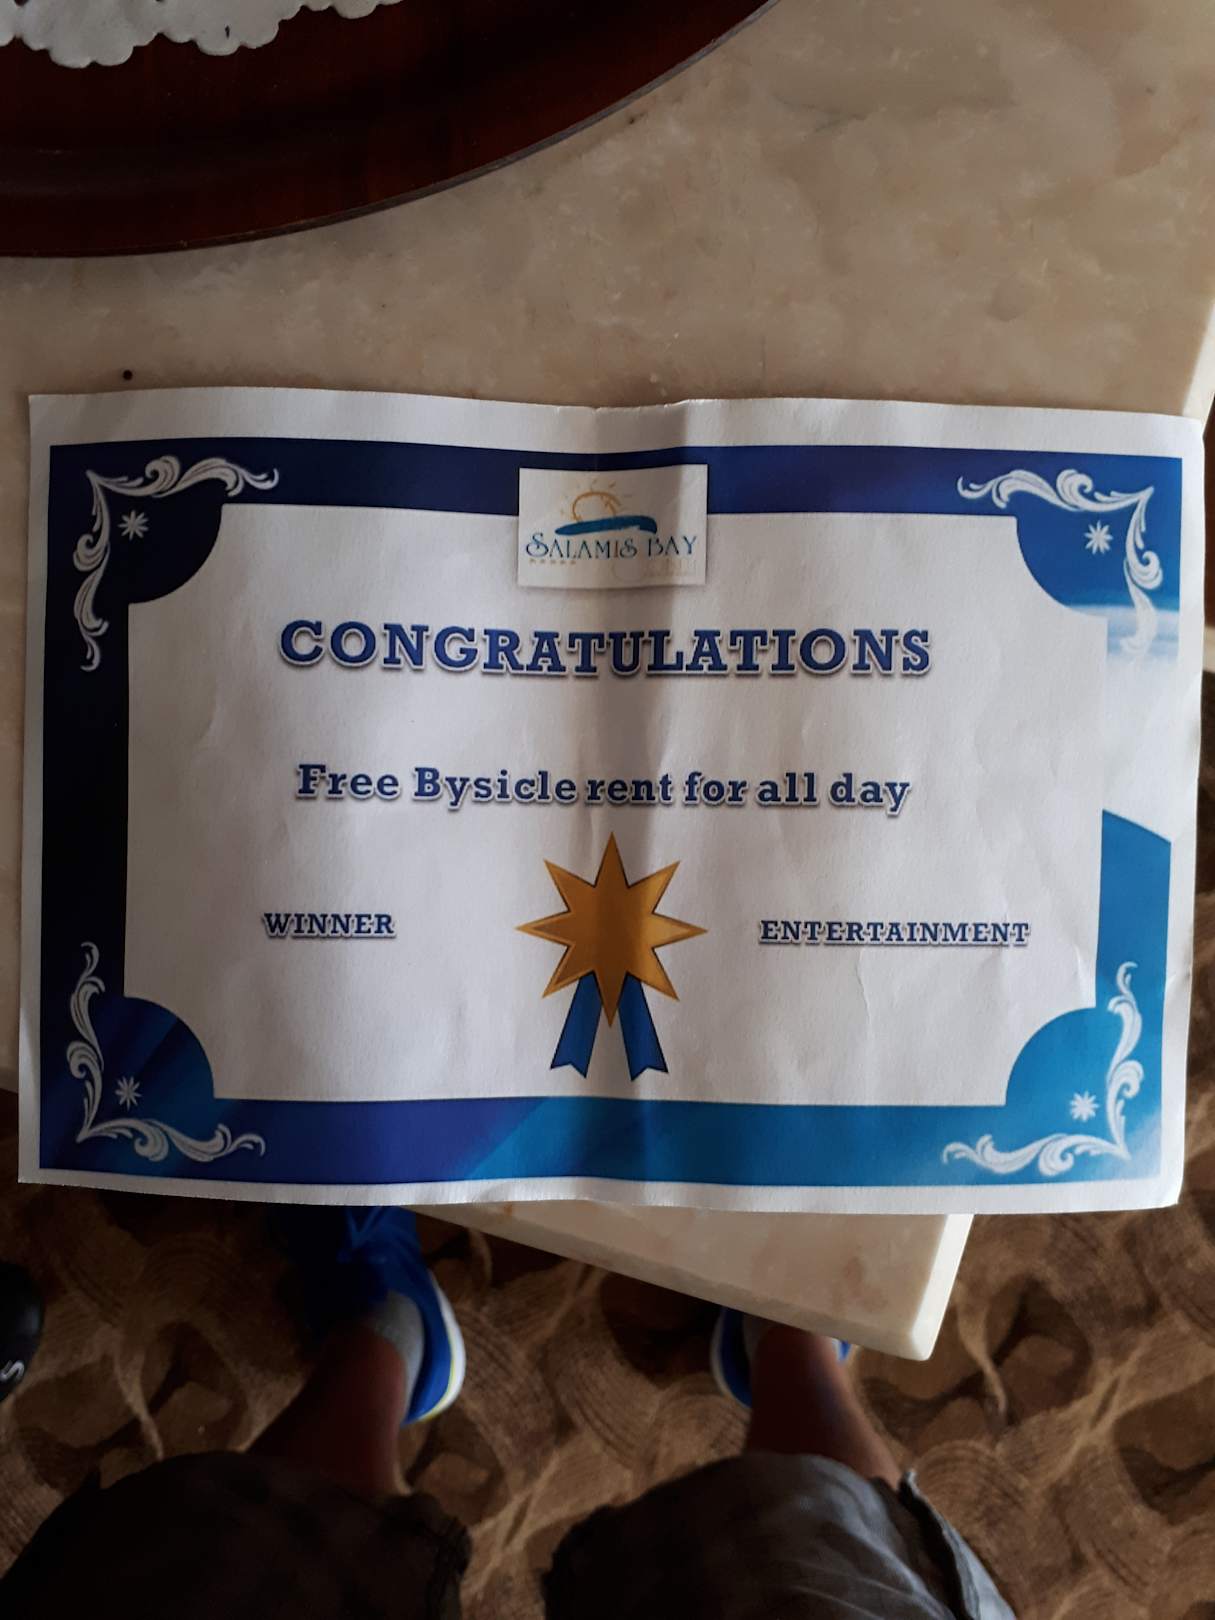 SALAMIS BAY
CONGRATULATIONS
Free Bysicle rent for all day
WINNER
ENTERTAINMENT